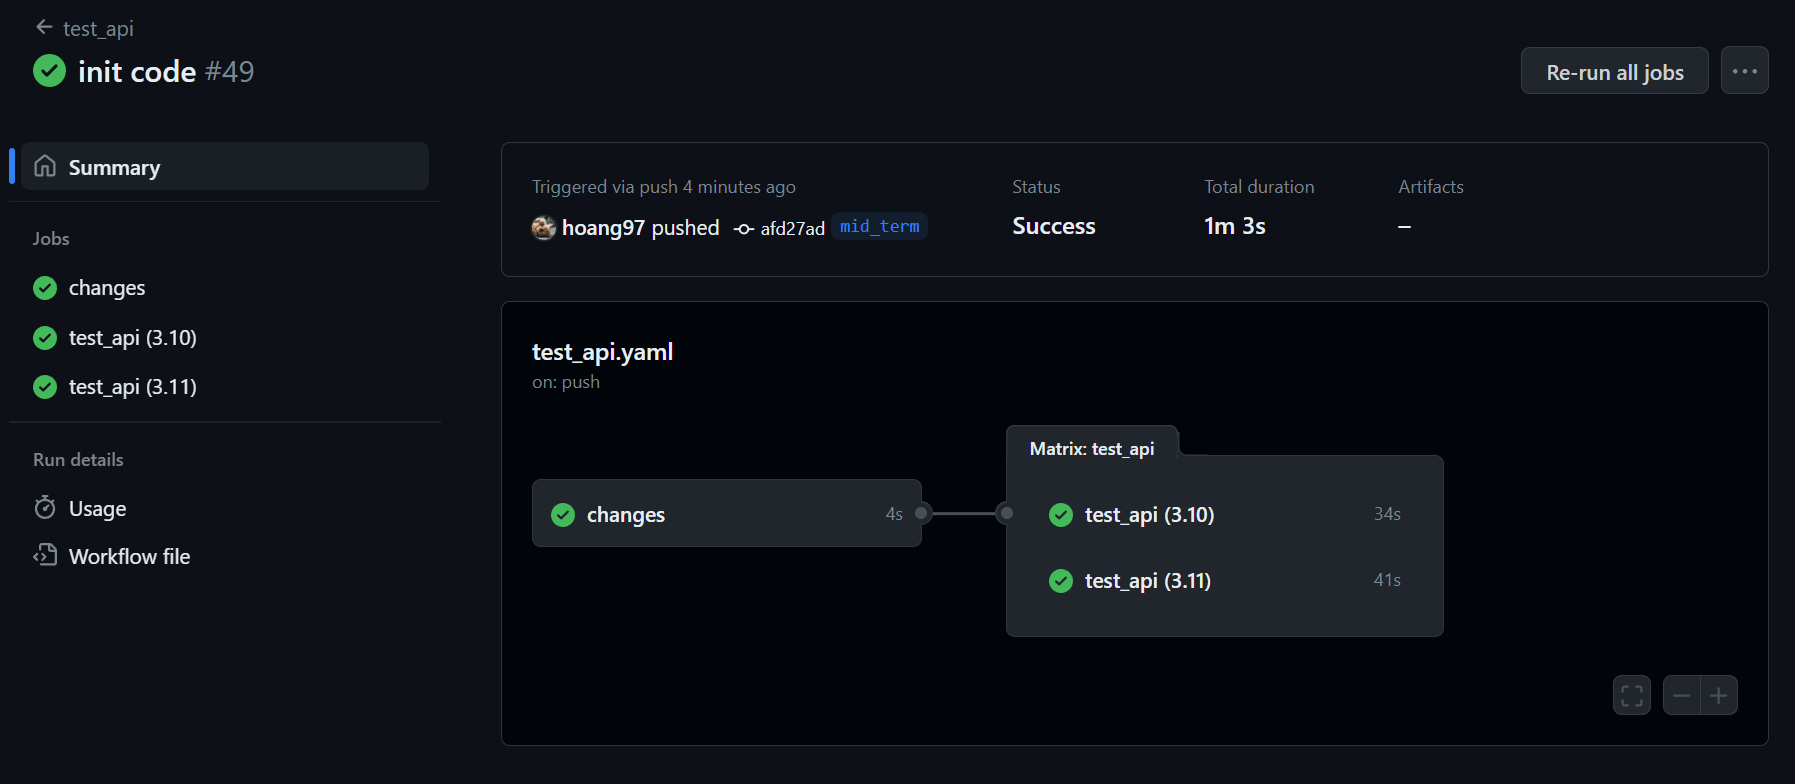 test_api
init code #49
Re-run all jobs
Summary
Jobs
changes
test_api (3.10)
test_api (3.11)
Run details
Usage
Workflow file
Triggered via push 4 minutes ago
hoang97 pushed afd27ad mid_term
Status
Success
Total duration
1m 3s
Artifacts
–
test_api.yaml
on: push
changes 4s
Matrix: test_api
test_api (3.10) 34s
test_api (3.11) 41s